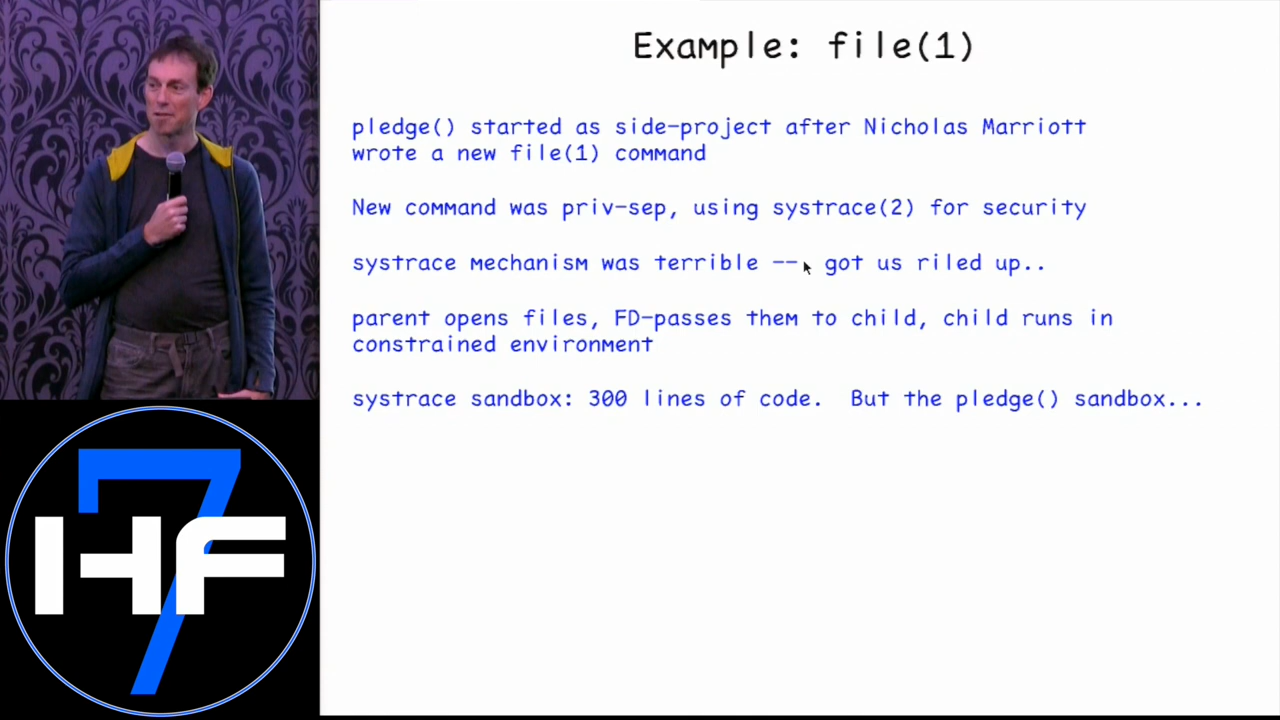 Example: file(1)
pledge() started as side-project after Nicholas Marriott
wrote a new file(1) command
New command was priv-sep, using systrace(2) for security
systrace mechanism was terrible -- got us riled up..
parent opens files, FD-passes them to child, child runs in
constrained environment
systrace sandbox: 300 lines of code.  But the pledge() sandbox...
7
HF